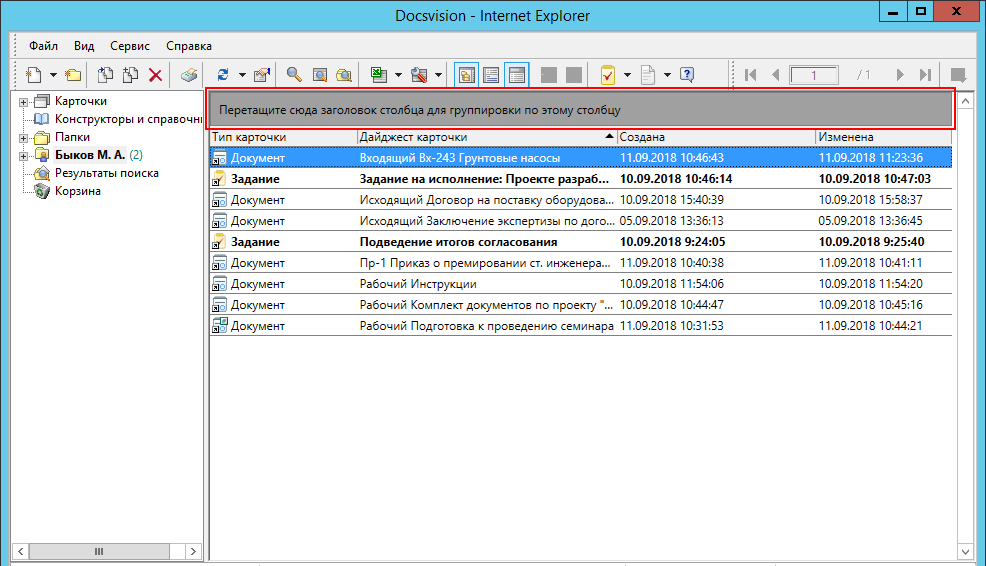 Docsvision - Internet Explorer
Файл Вид Сервис Справка
1 / 1
Карточки
Конструкторы и справочн
Папки
Быков М. А. (2)
Результаты поиска
Корзина
Перетащите сюда заголовок столбца для группировки по этому столбцу
Тип карточки Дайджест карточки Создана Изменена
Документ Входящий Вх-243 Грунтовые насосы 11.09.2018 10:46:43 11.09.2018 11:23:36
Задание Задание на исполнение: Проекте разраб... 10.09.2018 10:46:14 10.09.2018 10:47:03
Документ Исходящий Договор на поставку оборудова... 10.09.2018 15:40:39 10.09.2018 15:58:37
Документ Исходящий Заключение экспертизы по дого... 05.09.2018 13:36:13 05.09.2018 13:36:45
Задание Подведение итогов согласования 10.09.2018 9:24:05 10.09.2018 9:25:40
Документ Пр-1 Приказ о премировании ст. инженера... 11.09.2018 10:40:38 11.09.2018 10:41:11
Документ Рабочий Инструкции 10.09.2018 11:54:06 10.09.2018 11:54:20
Документ Рабочий Комплект документов по проекту "... 10.09.2018 10:44:47 10.09.2018 10:45:16
Документ Рабочий Подготовка к проведению семинара 11.09.2018 10:31:53 11.09.2018 10:44:21